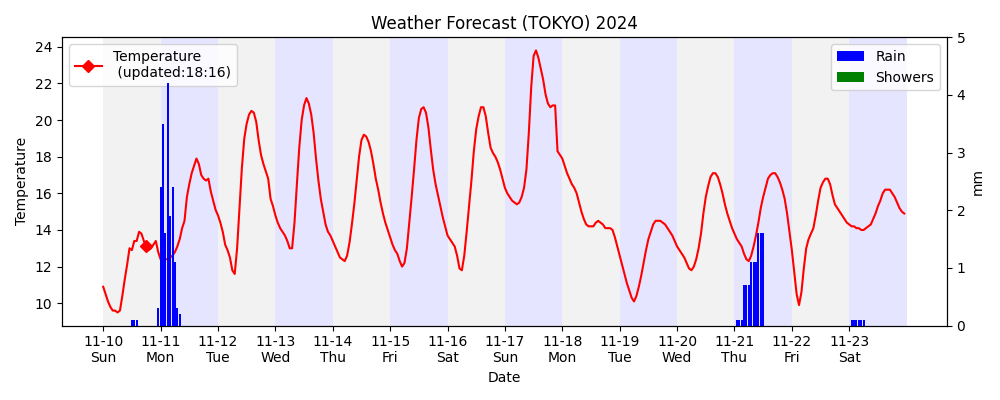 Weather Forecast (TOKYO) 2024
Temperature
(updated:18:16)
Rain
Showers
Temperature
24
22
20
18
16
14
12
10
5
4
3
2
1
0
mm
11-10 11-11 11-12 11-13 11-14 11-15 11-16 11-17 11-18 11-19 11-20 11-21 11-22 11-23
Sun Mon Tue Wed Thu Fri Sat Sun Mon Tue Wed Thu Fri Sat
Date